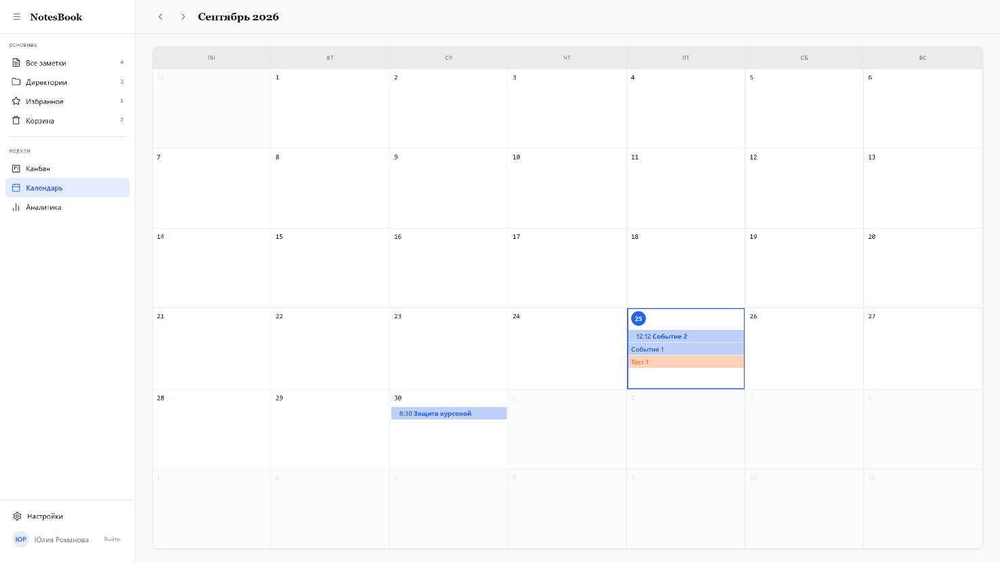 NotesBook
Сентябрь 2026
ОСНОВНЫЕ
Все заметки 4
Директории 3
Избранное 1
Корзина 2
МОДУЛИ
Канбан
Календарь
Аналитика
Настройки
ЮР Юлия Романова Выйти
ПН ВТ СР ЧТ ПТ СБ ВС
31 1 2 3 4 5 6
7 8 9 10 11 12 13
14 15 16 17 18 19 20
21 22 23 24 25 26 27
12:12 Событие 2
Событие 1
Тест 1
28 29 30 1 2 3 4
8:30 Защита курсовой
5 6 7 8 9 10 11